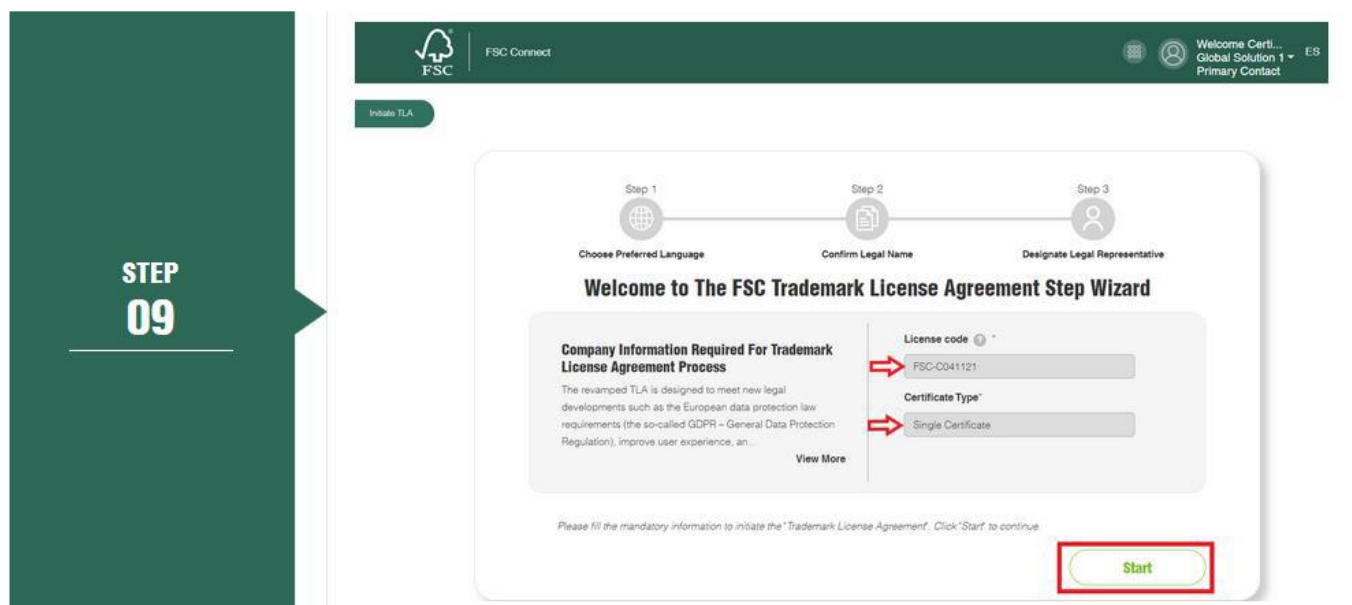 STEP
09
FSC
FSC Connect
Welcome Certi...
Global Solution 1
Primary Contact
ES
Initiate TLA
Step 1
Step 2
Step 3
Choose Preferred Language
Confirm Legal Name
Designate Legal Representative
Welcome to The FSC Trademark License Agreement Step Wizard
Company Information Required For Trademark
License Agreement Process
The revamped TLA is designed to meet new legal
developments such as the European data protection law
requirements (the so-called GDPR – General Data Protection
Regulation), improve user experience, an...
View More
License code ? *
FSC-C041121
Certificate Type*
Single Certificate
Please fill the mandatory information to initiate the "Trademark License Agreement". Click "Start" to continue
Start